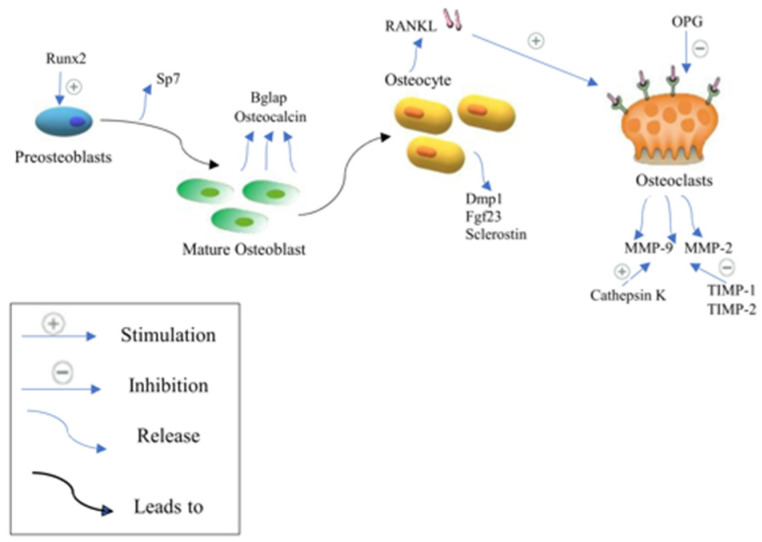 Runx2
+
Preosteoblasts
Sp7
Bglap
Osteocalcin
Mature Osteoblast
RANKL
Osteocyte
Dmp1
Fgf23
Sclerostin
+
OPG
−
Osteoclasts
MMP-9 MMP-2
+
−
Cathepsin K
TIMP-1
TIMP-2
+
Stimulation
−
Inhibition
Release
Leads to